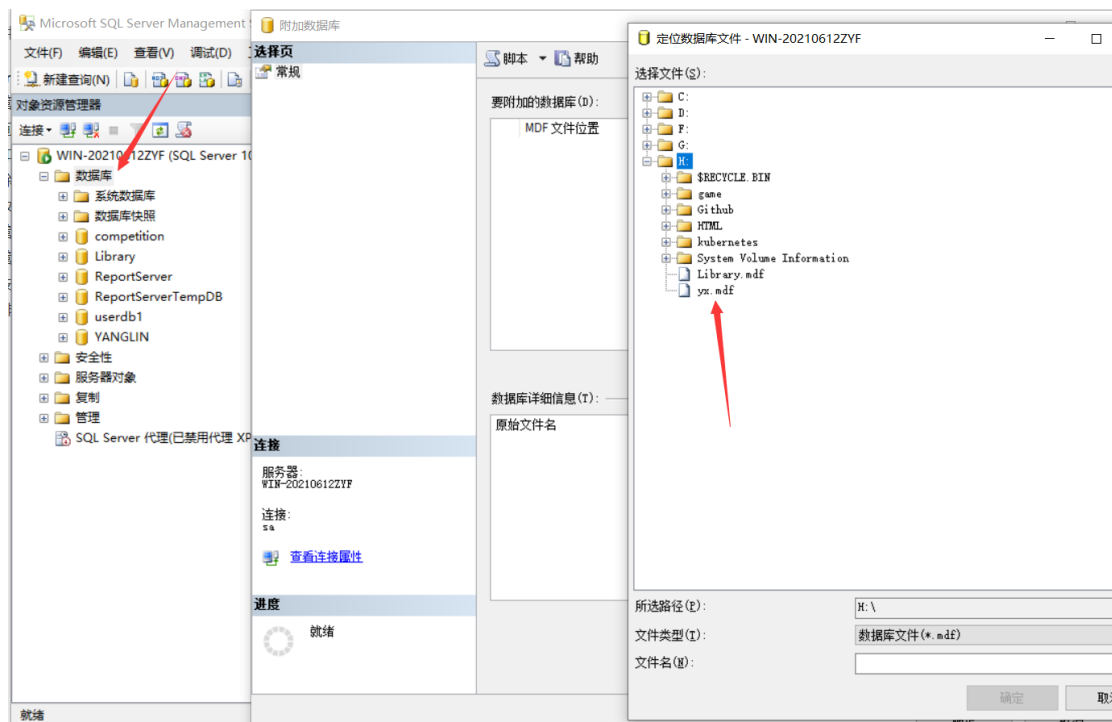 Microsoft SQL Server Management
文件(F) 编辑(E) 查看(V) 调试(D)
新建查询(N)
对象资源管理器
连接
WIN-20210612ZYF (SQL Server 10
数据库
系统数据库
数据库快照
competition
Library
ReportServer
ReportServerTempDB
userdb1
YANGLIN
安全性
服务器对象
复制
管理
SQL Server 代理(已禁用代理 XP
就绪
附加数据库
选择页
常规
脚本 帮助
要附加的数据库(D):
MDF 文件位置
数据库详细信息(T):
原始文件名
连接
服务器:
WIN-20210612ZYF
连接:
sa
查看连接属性
进度
就绪
定位数据库文件 - WIN-20210612ZYF
选择文件(S):
C:
D:
F:
G:
H:
$RECYCLE.BIN
game
Github
HTML
kubernetes
System Volume Information
Library.mdf
yx.mdf
所选路径(P):
H:\
文件类型(T):
数据库文件(*.mdf)
文件名(N):
确定